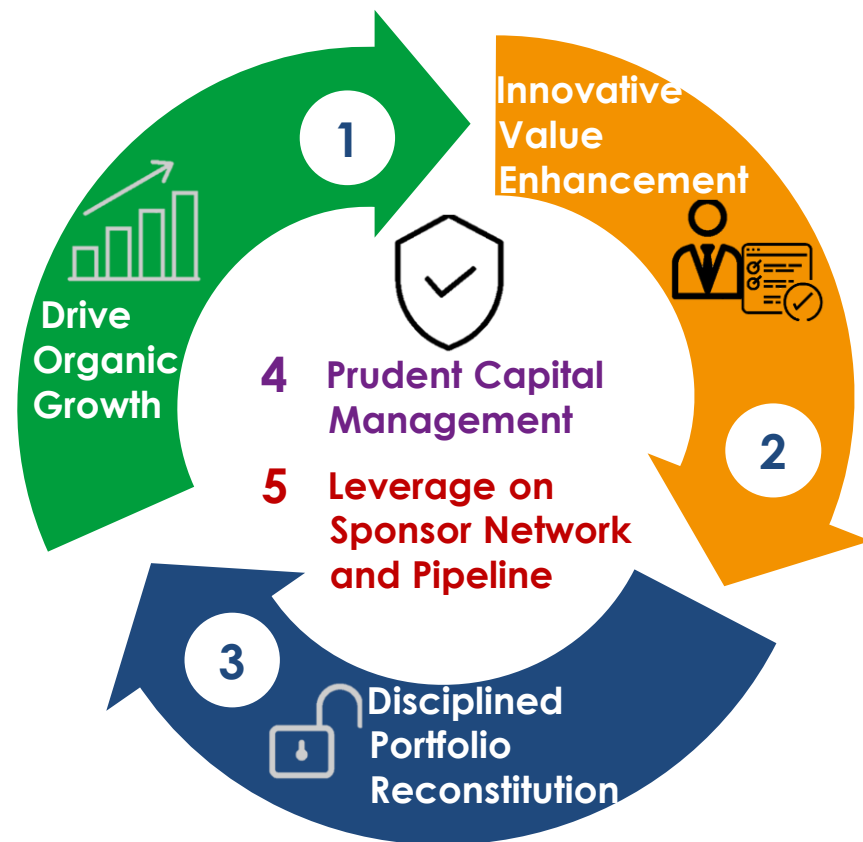 1
Drive
Organic
Growth
Innovative
Value
Enhancement
2
3
Disciplined
Portfolio
Reconstitution
4 Prudent Capital
Management
5 Leverage on
Sponsor Network
and Pipeline